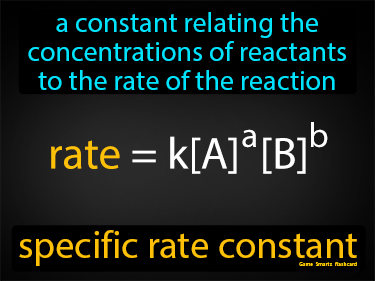 a constant relating the
concentrations of reactants
to the rate of the reaction
rate = k[A]ᵃ[B]ᵇ
specific rate constant
Game Smartz Flashcard